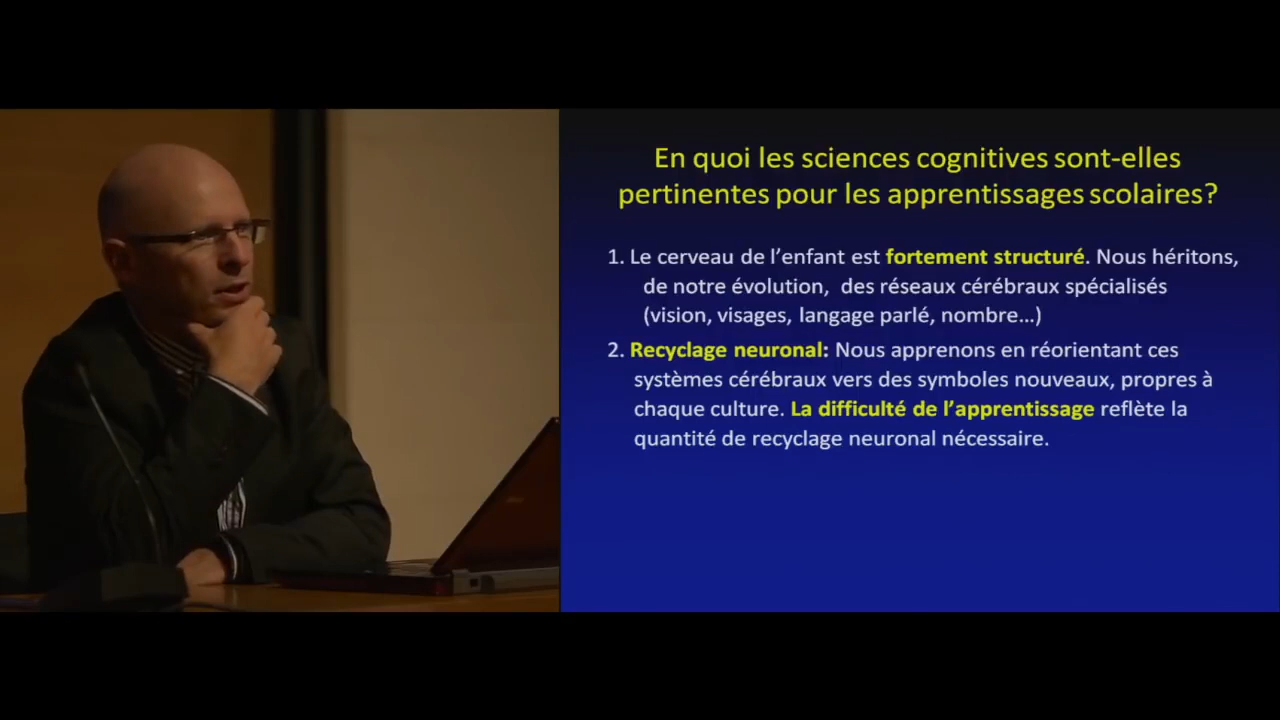 En quoi les sciences cognitives sont-elles
pertinentes pour les apprentissages scolaires?
1. Le cerveau de l’enfant est fortement structuré. Nous héritons,
de notre évolution, des réseaux cérébraux spécialisés
(vision, visages, langage parlé, nombre…)
2. Recyclage neuronal: Nous apprenons en réorientant ces
systèmes cérébraux vers des symboles nouveaux, propres à
chaque culture. La difficulté de l’apprentissage reflète la
quantité de recyclage neuronal nécessaire.